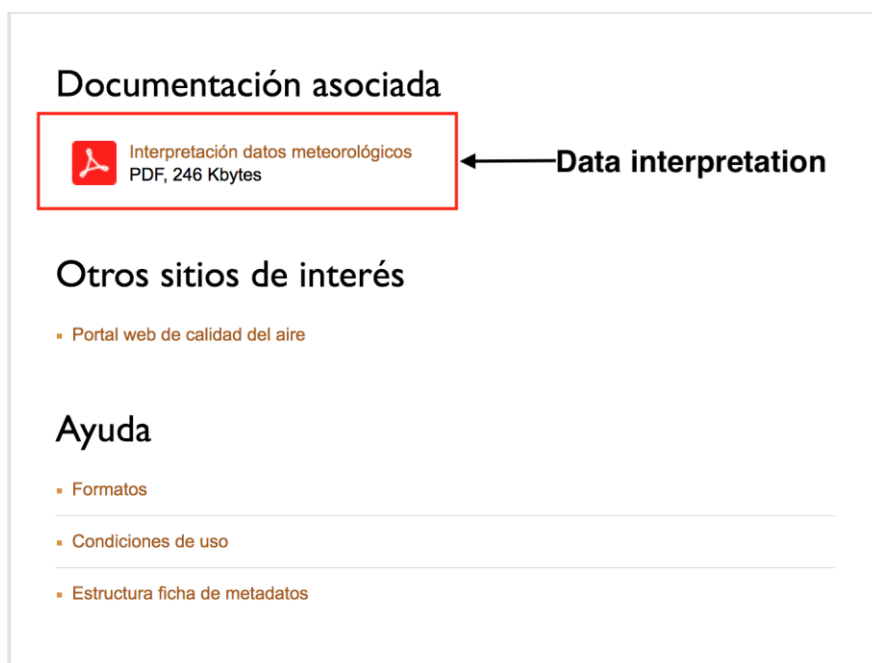 Documentación asociada
Interpretación datos meteorológicos
PDF, 246 Kbytes
Data interpretation
Otros sitios de interés
Portal web de calidad del aire
Ayuda
Formatos
Condiciones de uso
Estructura ficha de metadatos